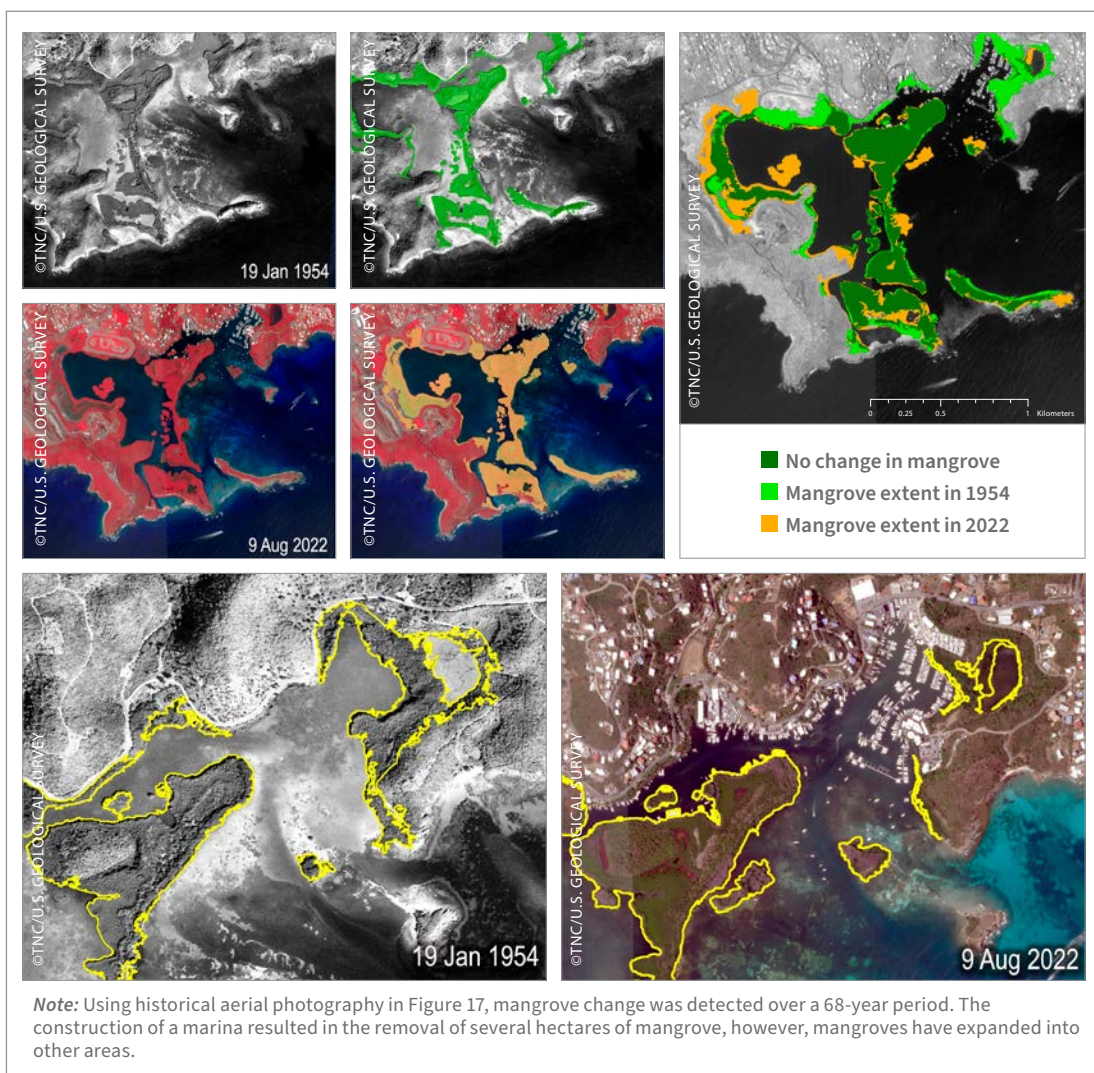 ©TNC/U.S. GEOLOGICAL SURVEY
19 Jan 1954
©TNC/U.S. GEOLOGICAL SURVEY
©TNC/U.S. GEOLOGICAL SURVEY
0 0.25 0.5 1 Kilometers
©TNC/U.S. GEOLOGICAL SURVEY
9 Aug 2022
©TNC/U.S. GEOLOGICAL SURVEY
No change in mangrove
Mangrove extent in 1954
Mangrove extent in 2022
©TNC/U.S. GEOLOGICAL SURVEY
19 Jan 1954
©TNC/U.S. GEOLOGICAL SURVEY
9 Aug 2022
Note: Using historical aerial photography in Figure 17, mangrove change was detected over a 68-year period. The
construction of a marina resulted in the removal of several hectares of mangrove, however, mangroves have expanded into
other areas.